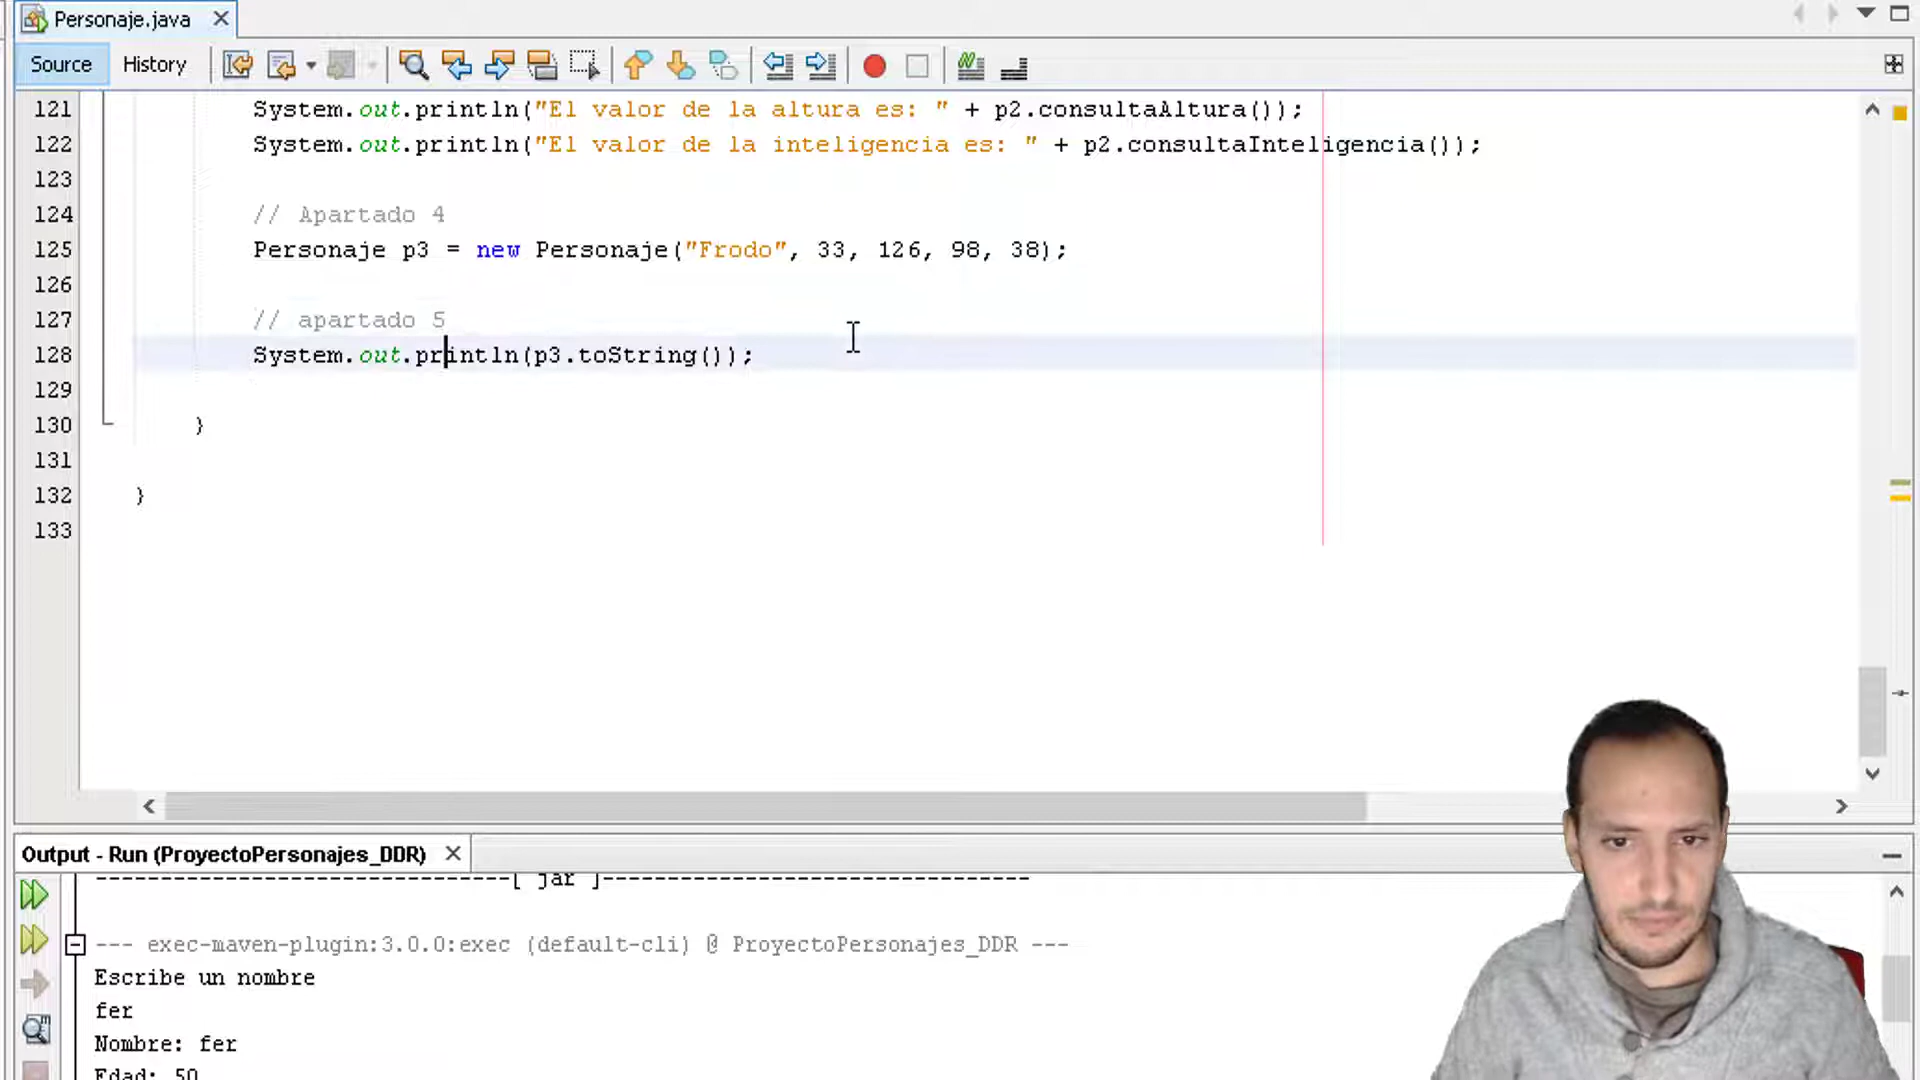 Personaje.java
Source History
121 System.out.println("El valor de la altura es: " + p2.consultaAltura());
122 System.out.println("El valor de la inteligencia es: " + p2.consultaInteligencia());
123
124 // Apartado 4
125 Personaje p3 = new Personaje("Frodo", 33, 126, 98, 38);
126
127 // apartado 5
128 System.out.println(p3.toString());
129
130 }
131
132 }
133
Output - Run (ProyectoPersonajes_DDR)
--------------------------------[ jar ]---------------------------------
--- exec-maven-plugin:3.0.0:exec (default-cli) @ ProyectoPersonajes_DDR ---
Escribe un nombre
fer
Nombre: fer
Edad: 50